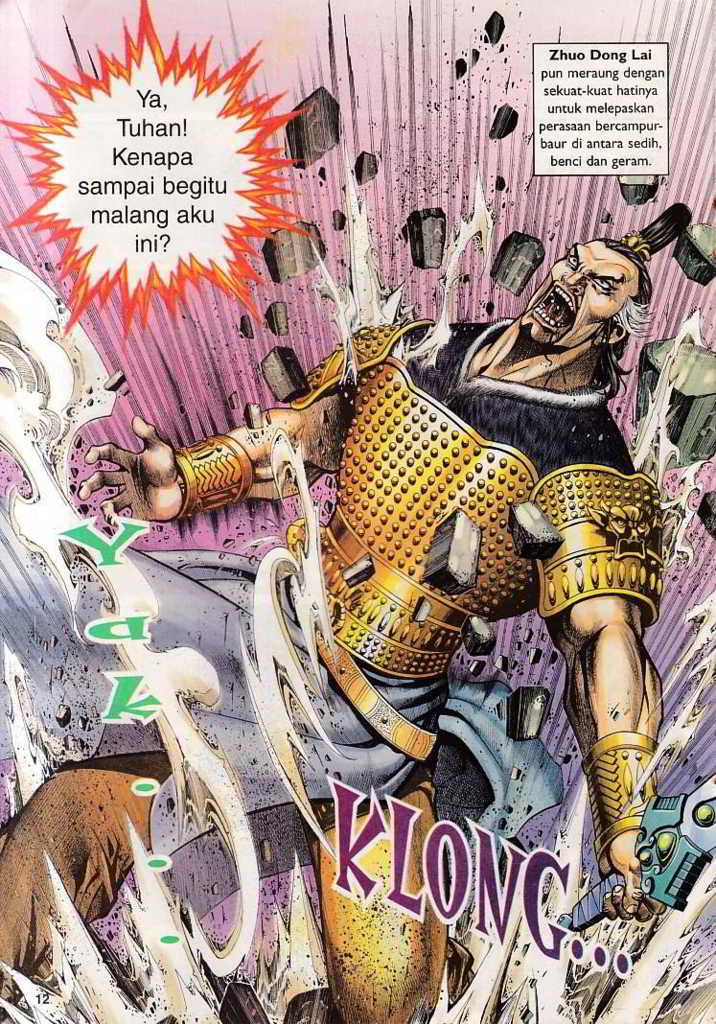 Ya,
Tuhan!
Kenapa
sampai begitu
malang aku
ini?
Zhuo Dong Lai
pun meraung dengan
sekuat-kuat hatinya
untuk melepaskan
perasaan bercampur-
baur di antara sedih,
benci dan geram.
Yak...
KLONG...
12